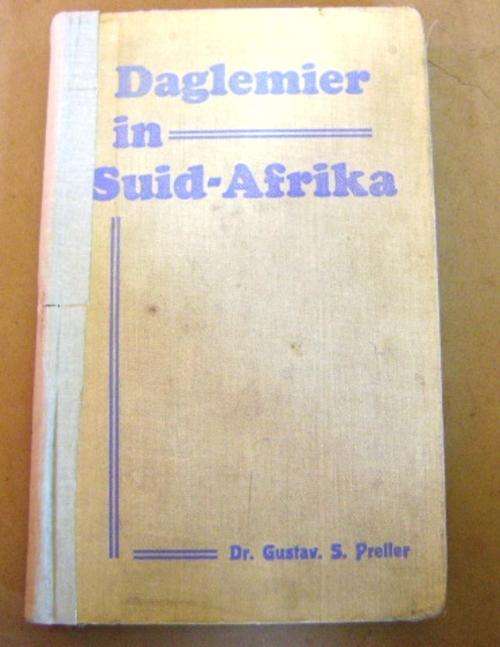 Daglemier
in
Suid-Afrika
Dr. Gustav. S. Preller